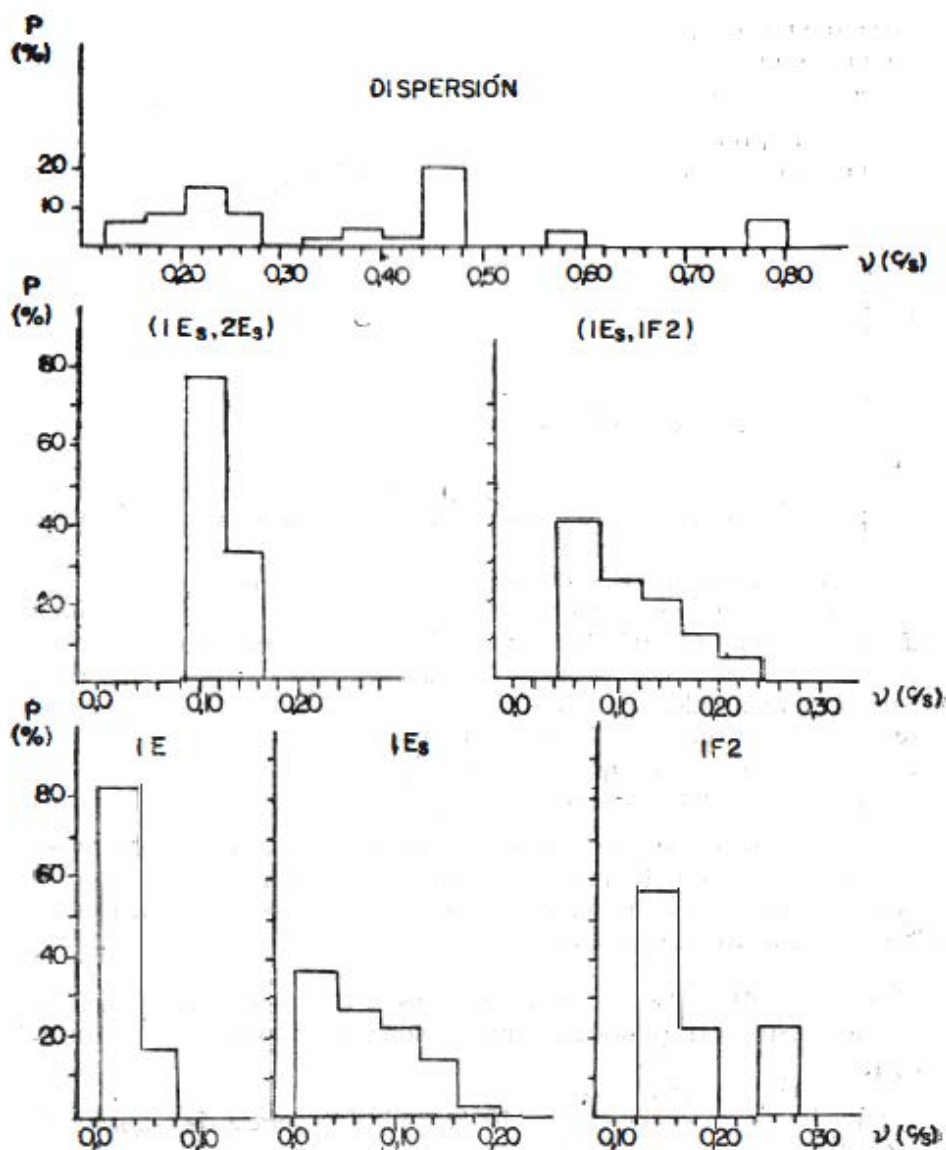 P
(%)
DISPERSIÓN
20
10
0,20 0,30 0,40 0,50 0,60 0,70 0,80 ν (c/s)
P
(%)
(1Es, 2Es) (1Es, 1F2)
80
60
40
20
0,0 0,10 0,20
0,0 0,10 0,20 0,30 ν (c/s)
P
(%)
1E 1Es 1F2
80
60
40
20
0,0 0,10
0,0 0,10 0,20
0,10 0,20 0,30 ν (c/s)